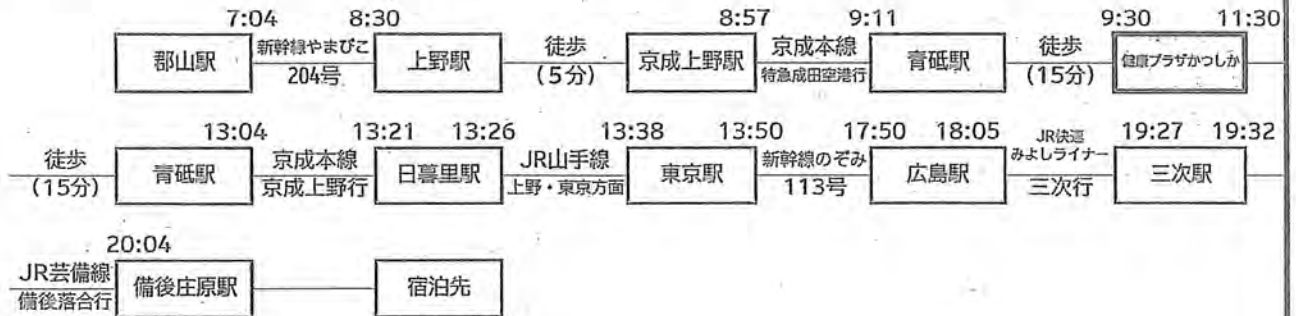 7:04 8:30 8:57 9:11 9:30 11:30
郡山駅 新幹線やまびこ 204号 上野駅 徒歩 (5分) 京成上野駅 京成本線 特急成田空港行 青砥駅 徒歩 (15分) 健康プラザかつしか
13:04 13:21 13:26 13:38 13:50 17:50 18:05 19:27 19:32
徒歩 (15分) 青砥駅 京成本線 京成上野行 日暮里駅 JR山手線 上野・東京方面 東京駅 新幹線のぞみ 113号 広島駅 JR快速 みよしライナー 三次行 三次駅
20:04
JR芸備線 備後落合行 備後庄原駅 宿泊先